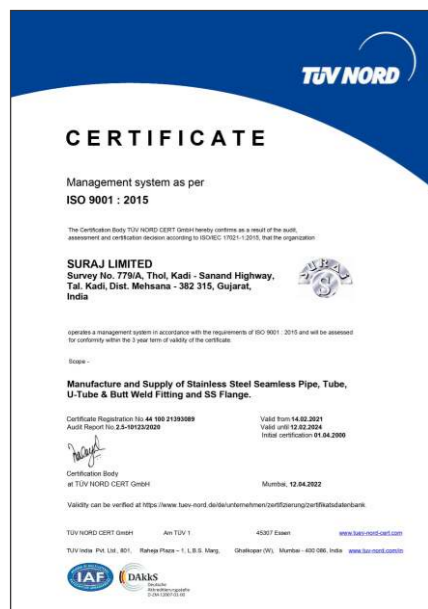 TÜV NORD
CERTIFICATE
Management system as per
ISO 9001 : 2015
The Certification Body TÜV NORD CERT GmbH hereby confirms as a result of the audit,
assessment and certification decision according to ISO/IEC 17021-1:2015, that the organization
SURAJ LIMITED
Survey No. 779/A, Thol, Kadi - Sanand Highway,
Tal. Kadi, Dist. Mehsana - 382 315, Gujarat,
India
SURAJ
S
operates a management system in accordance with the requirements of ISO 9001 : 2015 and will be assessed
for conformity within the 3 year term of validity of the certificate.
Scope -
Manufacture and Supply of Stainless Steel Seamless Pipe, Tube,
U-Tube & Butt Weld Fitting and SS Flange.
Certificate Registration No 44 100 21393089
Audit Report No.2.5-10123/2020
Valid from 14.02.2021
Valid until 12.02.2024
Initial certification 01.04.2000
Certification Body
at TÜV NORD CERT GmbH
Mumbai, 12.04.2022
Validity can be verified at https://www.tuev-nord.de/de/unternehmen/zertifizierung/zertifikatsdatenbank
TÜV NORD CERT GmbH Am TÜV 1 45307 Essen www.tuev-nord-cert.com
TUV India Pvt. Ltd., 801, Raheja Plaza – 1, L.B.S. Marg, Ghatkopar (W), Mumbai - 400 086, India www.tuv-nord.com/in
IAF
DAkkS
Deutsche
Akkreditierungsstelle
D-ZM-12007-01-00